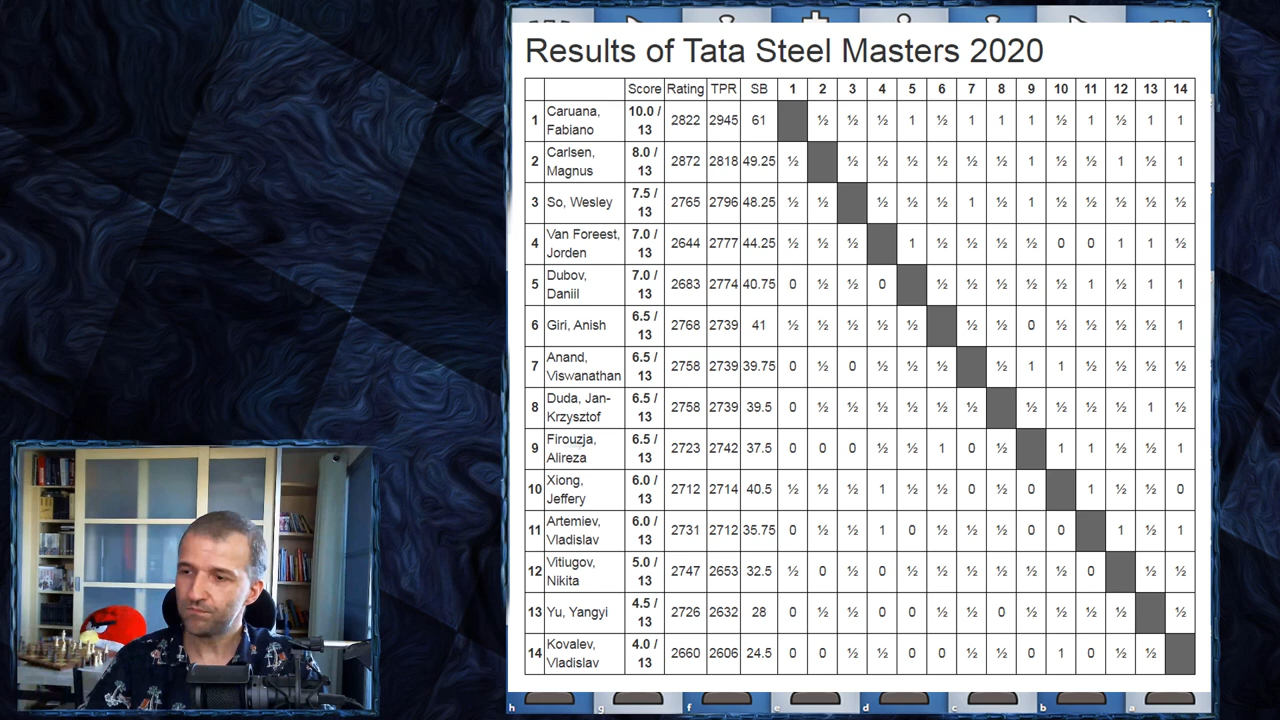 Results of Tata Steel Masters 2020
Score Rating TPR SB 1 2 3 4 5 6 7 8 9 10 11 12 13 14
1 Caruana, Fabiano 10.0 / 13 2822 2945 61 ½ ½ ½ 1 ½ 1 1 1 ½ 1 ½ 1 1
2 Carlsen, Magnus 8.0 / 13 2872 2818 49.25 ½ ½ ½ ½ ½ ½ ½ 1 ½ ½ 1 ½ 1
3 So, Wesley 7.5 / 13 2765 2796 48.25 ½ ½ ½ ½ ½ 1 ½ 1 ½ ½ ½ ½ ½
4 Van Foreest, Jorden 7.0 / 13 2644 2777 44.25 ½ ½ ½ 1 ½ ½ ½ ½ 0 0 1 1 ½
5 Dubov, Daniil 7.0 / 13 2683 2774 40.75 0 ½ ½ 0 ½ ½ ½ ½ ½ 1 ½ 1 1
6 Giri, Anish 6.5 / 13 2768 2739 41 ½ ½ ½ ½ ½ ½ ½ 0 ½ ½ ½ ½ 1
7 Anand, Viswanathan 6.5 / 13 2758 2739 39.75 0 ½ 0 ½ ½ ½ ½ 1 1 ½ ½ ½ ½
8 Duda, Jan-Krzysztof 6.5 / 13 2758 2739 39.5 0 ½ ½ ½ ½ ½ ½ ½ ½ ½ ½ 1 ½
9 Firouzja, Alireza 6.5 / 13 2723 2742 37.5 0 0 0 ½ ½ 1 0 ½ 1 1 ½ ½ 1
10 Xiong, Jeffery 6.0 / 13 2712 2714 40.5 ½ ½ ½ 1 ½ ½ 0 ½ 0 1 ½ ½ 0
11 Artemiev, Vladislav 6.0 / 13 2731 2712 35.75 0 ½ ½ 1 0 ½ ½ ½ 0 0 1 ½ 1
12 Vitiugov, Nikita 5.0 / 13 2747 2653 32.5 ½ 0 ½ 0 ½ ½ ½ ½ ½ ½ 0 ½ ½
13 Yu, Yangyi 4.5 / 13 2726 2632 28 0 ½ ½ 0 0 ½ ½ 0 ½ ½ ½ ½ ½
14 Kovalev, Vladislav 4.0 / 13 2660 2606 24.5 0 0 ½ ½ 0 0 ½ ½ 0 1 0 ½ ½
h g f e d c b a